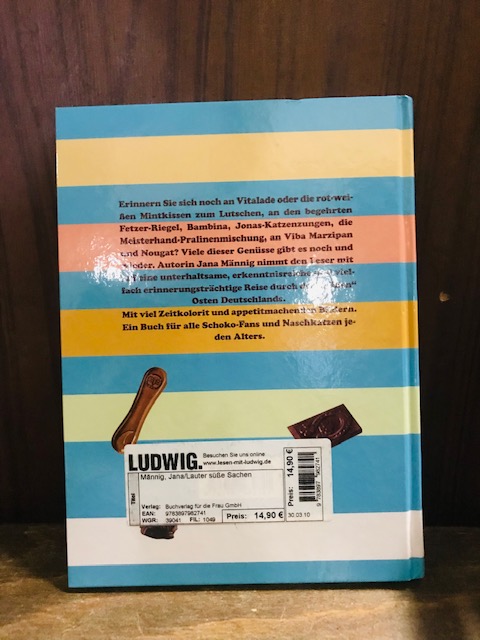 Erinnern Sie sich noch an Vitalade oder die rot-wei-
ßen Mintkissen zum Lutschen, an den begehrten
Fetzer-Riegel, Bambina, Jonas-Katzenzungen, die
Meisterhand-Pralinenmischung, an Viba Marzipan
und Nougat? Viele dieser Genüsse gibt es noch und
wieder. Autorin Jana Männig nimmt den Leser mit
auf eine unterhaltsame, erkenntnisreiche und viel-
fach erinnerungsträchtige Reise durch den
Osten Deutschlands.
Mit viel Zeitkolorit und appetitmachenden Bildern.
Ein Buch für alle Schoko-Fans und Naschkatzen je-
den Alters.
LUDWIG.
Besuchen Sie uns online
www.lesen-mit-ludwig.de
Titel
Männig, Jana/Lauter süße Sachen
Verlag: Buchverlag für die Frau GmbH
EAN: 9783897982741
WGR: 39041 FIL: 1049
Preis: 14,90 €
Preis: 14,90 €
9783897982741
30.03.10